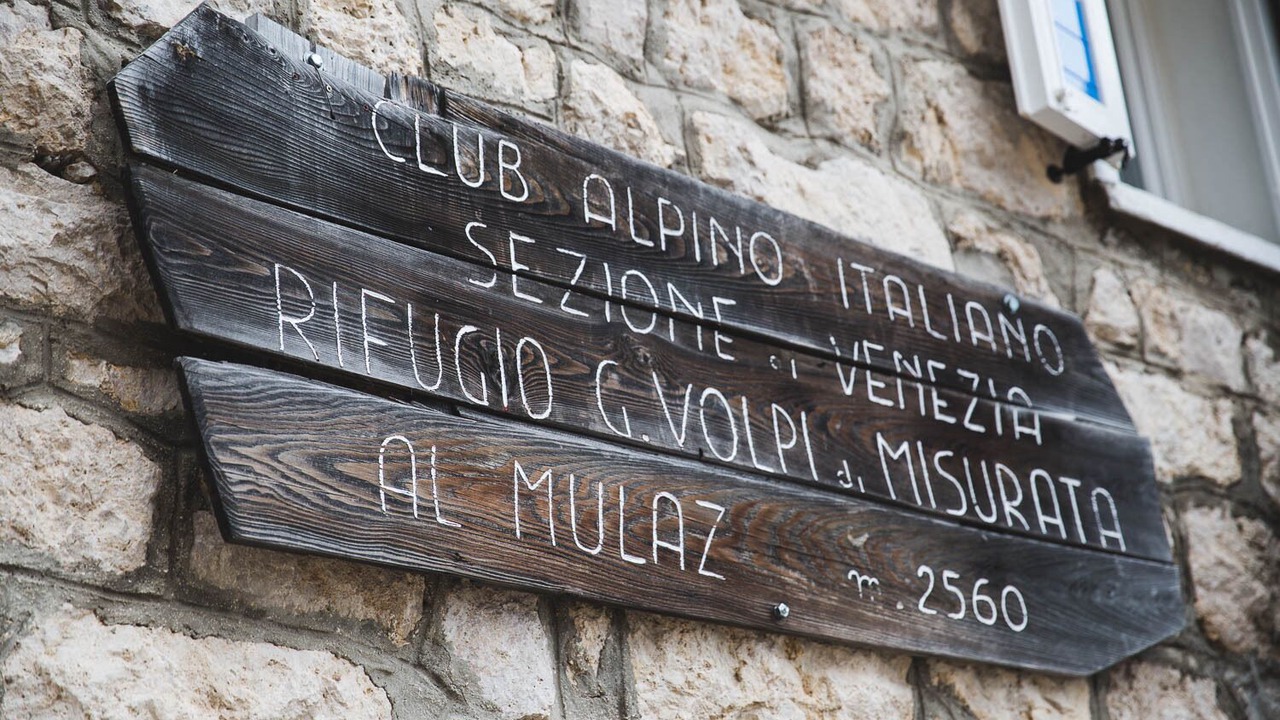 CLUB ALPINO ITALIANO
SEZIONE di VENEZIA
RIFUGIO G. VOLPI di MISURATA
AL MULAZ m. 2560